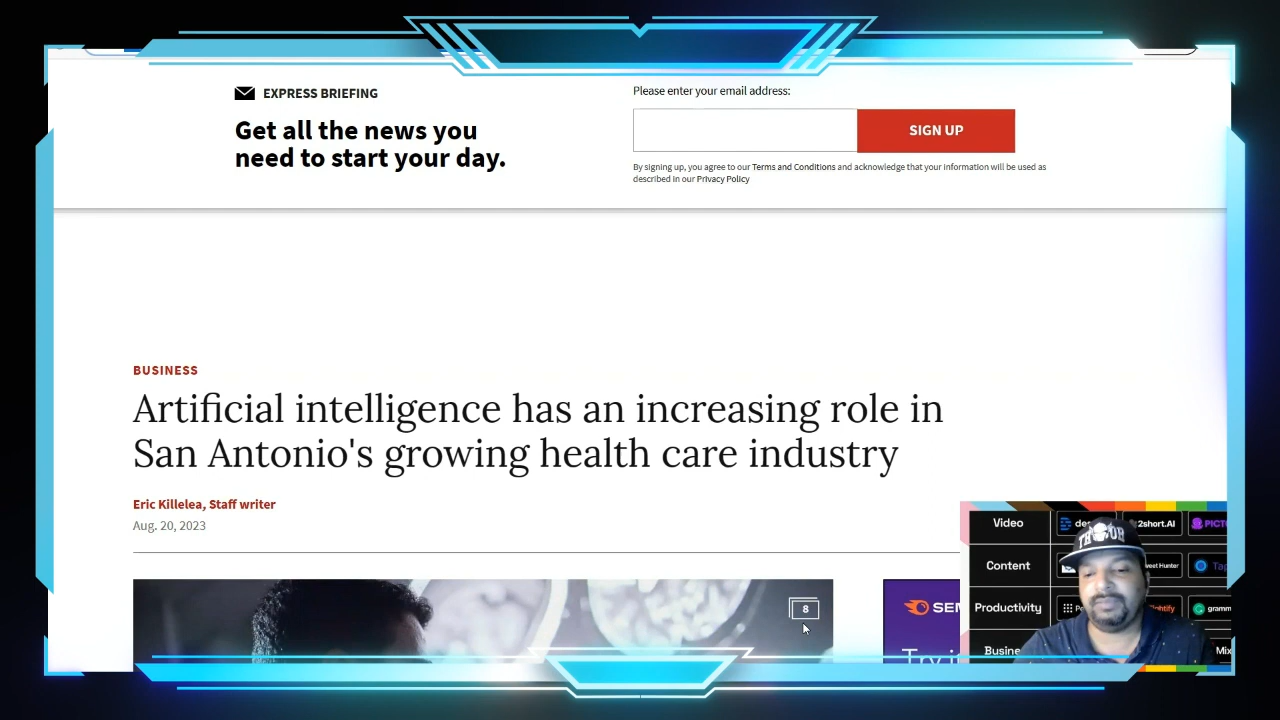 EXPRESS BRIEFING
Get all the news you
need to start your day.
Please enter your email address:
SIGN UP
By signing up, you agree to our Terms and Conditions and acknowledge that your information will be used as
described in our Privacy Policy
BUSINESS
Artificial intelligence has an increasing role in
San Antonio's growing health care industry
Eric Killelea, Staff writer
Aug. 20, 2023
8
Video
2short.AI
Content
Productivity